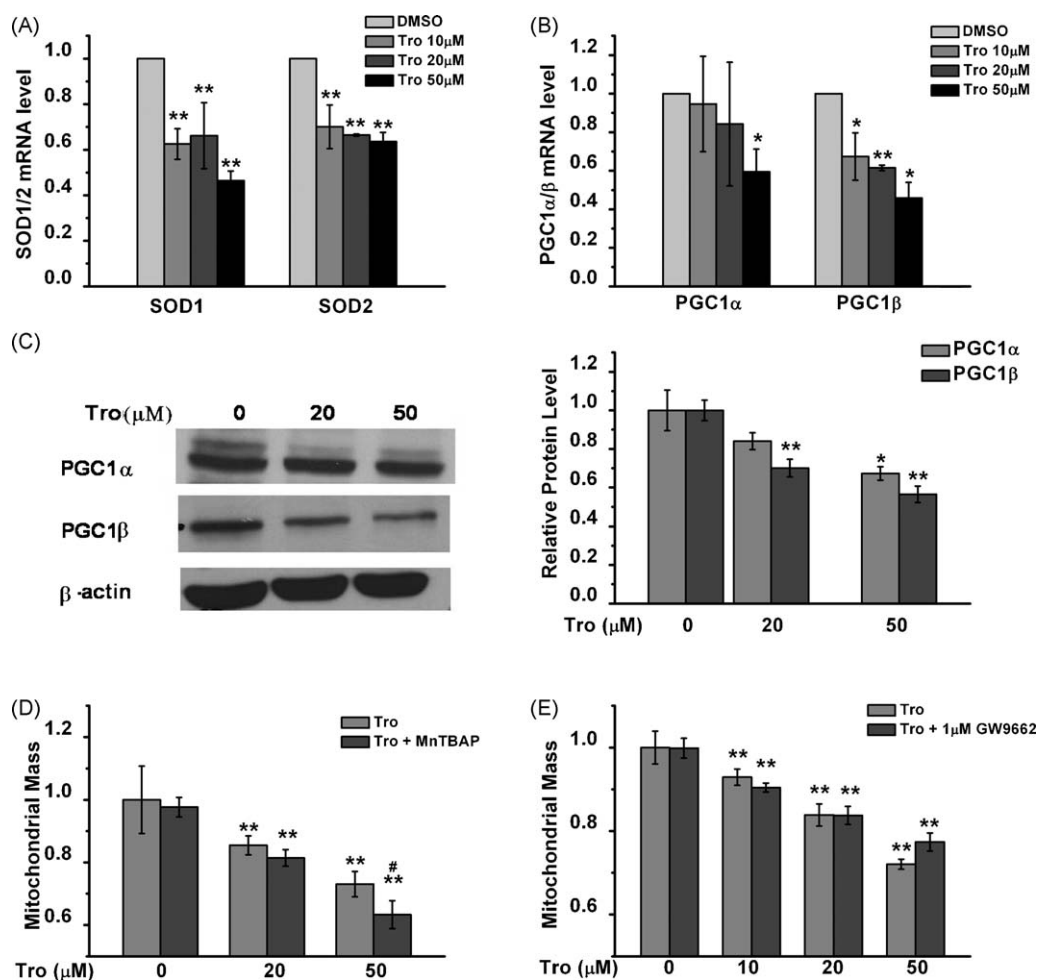 (A)
DMSO
Tro 10μM
Tro 20μM
Tro 50μM
SOD1/2 mRNA level
1.0
0.8
0.6
0.4
0.2
0.0
**
**
**
**
**
**
SOD1
SOD2
(B)
DMSO
Tro 10μM
Tro 20μM
Tro 50μM
PGC1α/β mRNA level
1.4
1.2
1.0
0.8
0.6
0.4
0.2
0.0
*
*
**
*
PGC1α
PGC1β
(C)
Tro(μM)
0
20
50
PGC1α
PGC1β
β-actin
PGC1α
PGC1β
Relative Protein Level
1.2
1.0
0.8
0.6
0.4
0.2
0.0
**
*
**
Tro (μM)
0
20
50
(D)
Tro
Tro + MnTBAP
Mitochondrial Mass
1.2
1.0
0.8
0.6
**
**
**
#
**
Tro (μM)
0
20
50
(E)
Tro
Tro + 1μM GW9662
Mitochondrial Mass
1.0
0.8
0.6
**
**
**
**
**
**
Tro (μM)
0
10
20
50